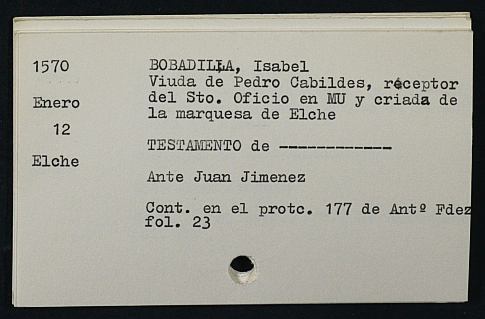 1570
BOBADILLA, Isabel
Viuda de Pedro Cabildes, réceptor
Enero
del Sto. Oficio en MU y criada de
la marquesa de Elche
12
TESTAMENTO de ------------
Elche
Ante Juan Jimenez
Cont. en el protc. 177 de Antº Fdez
fol. 23